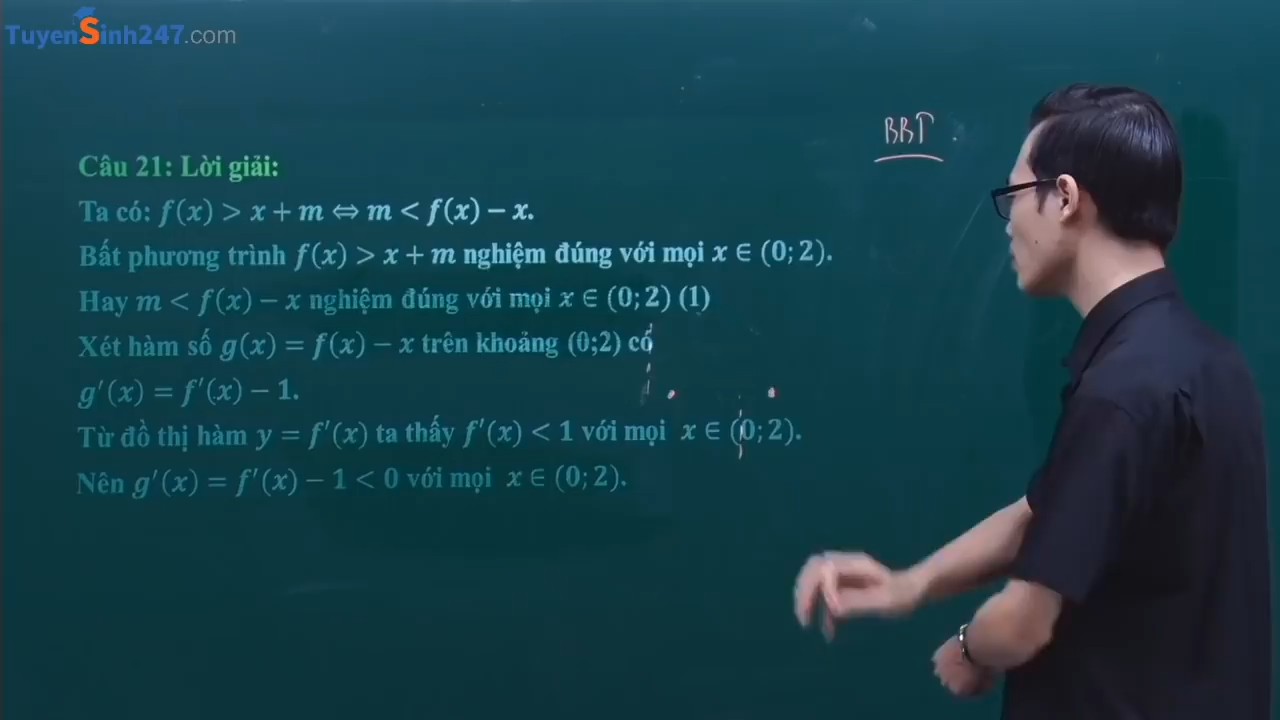 TuyenSinh247.com
BBT
Câu 21: Lời giải:
Ta có: f(x) > x + m ⇔ m < f(x) − x.
Bất phương trình f(x) > x + m nghiệm đúng với mọi x ∈ (0; 2).
Hay m < f(x) − x nghiệm đúng với mọi x ∈ (0; 2) (1)
Xét hàm số g(x) = f(x) − x trên khoảng (0;2) có
g′(x) = f′(x) − 1.
Từ đồ thị hàm y = f′(x) ta thấy f′(x) < 1 với mọi x ∈ (0; 2).
Nên g′(x) = f′(x) − 1 < 0 với mọi x ∈ (0; 2).